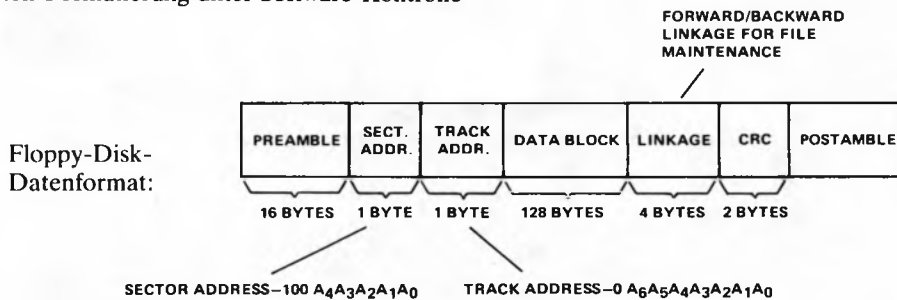 FORWARD/BACKWARD
LINKAGE FOR FILE
MAINTENANCE
Floppy-Disk-
Datenformat:
PREAMBLE
SECT.
ADDR.
TRACK
ADDR.
DATA BLOCK
LINKAGE
CRC
POSTAMBLE
16 BYTES
1 BYTE
1 BYTE
128 BYTES
4 BYTES
2 BYTES
SECTOR ADDRESS–100 A4A3A2A1A0
TRACK ADDRESS–0 A6A5A4A3A2A1A0